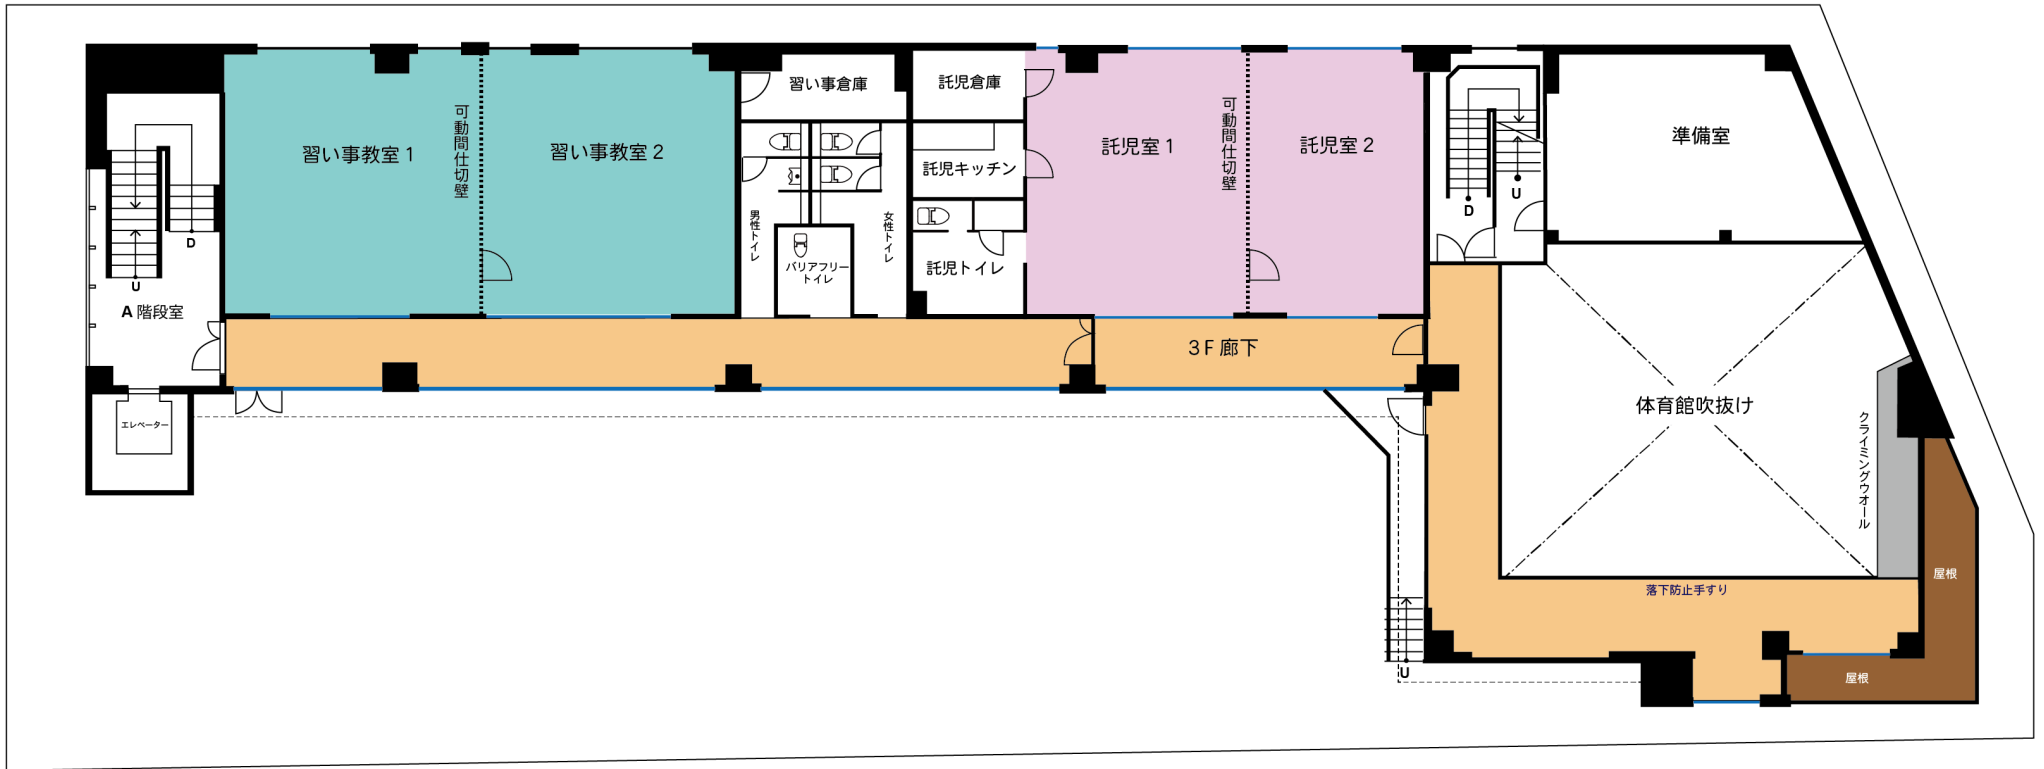 習い事教室 1
可動間仕切壁
習い事教室 2
習い事倉庫
託児倉庫
託児キッチン
託児トイレ
男性トイレ
女性トイレ
バリアフリー
トイレ
託児室 1
可動間仕切壁
託児室 2
準備室
D
U
A 階段室
エレベーター
3F 廊下
D
U
体育館吹抜け
クライミングウオール
落下防止手すり
屋根
屋根
U